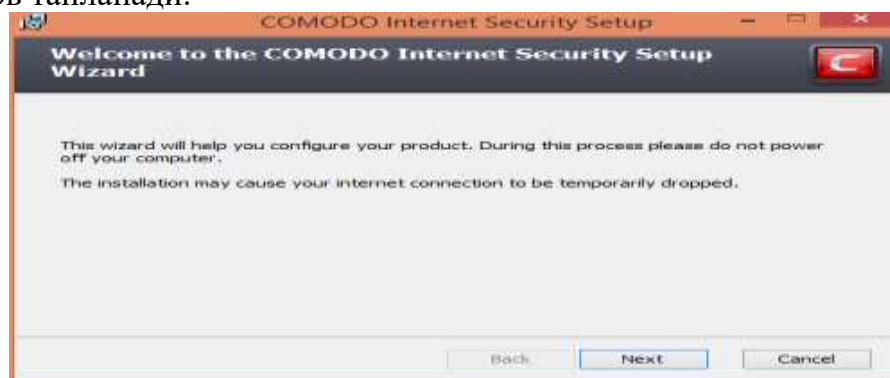 танланади.
COMODO Internet Security Setup
Welcome to the COMODO Internet Security Setup
Wizard
C
This wizard will help you configure your product. During this process please do not power
off your computer.
The installation may cause your internet connection to be temporarily dropped.
Back Next Cancel